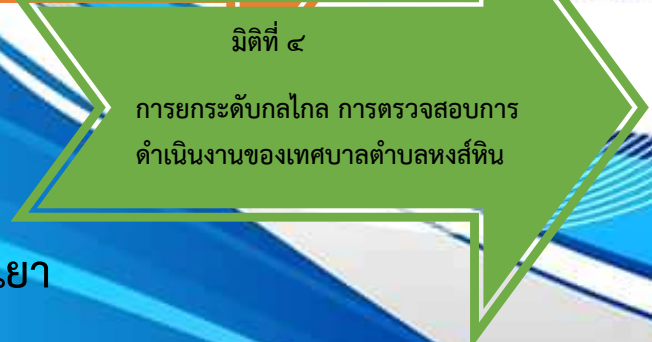 มิติที่ ๔
การยกระดับกลไกล การตรวจสอบการ
ดำเนินงานของเทศบาลตำบลหงส์หิน